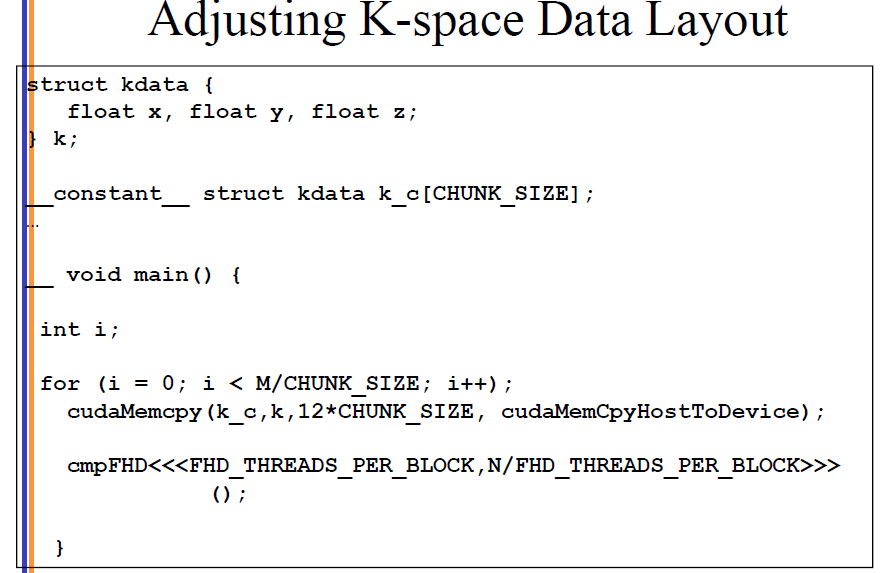 Adjusting K-space Data Layout
struct kdata {
float x, float y, float z;
} k;
__constant__ struct kdata k_c[CHUNK_SIZE];
...
__ void main() {
int i;
for (i = 0; i < M/CHUNK_SIZE; i++);
cudaMemcpy(k_c,k,12*CHUNK_SIZE, cudaMemCpyHostToDevice);
cmpFHD<<<FHD_THREADS_PER_BLOCK,N/FHD_THREADS_PER_BLOCK>>>
();
}